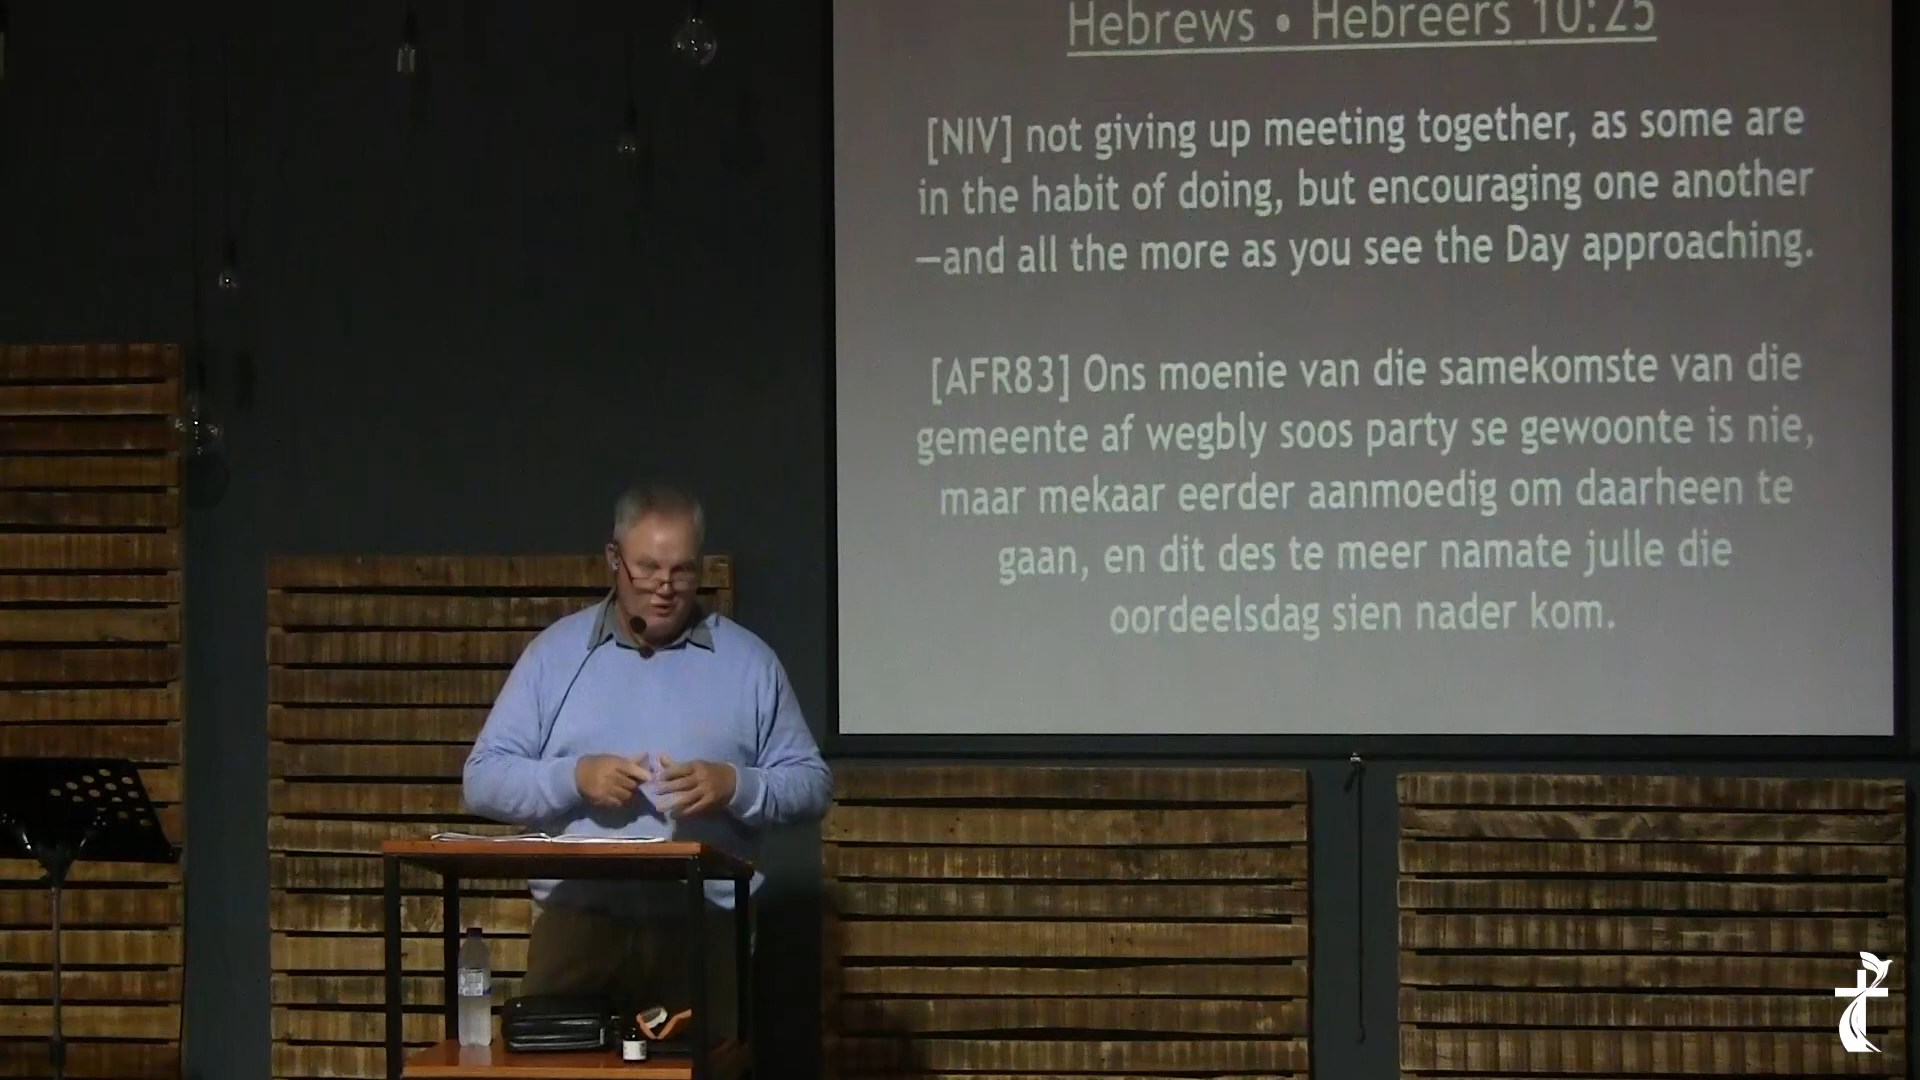 Hebrews • Hebreërs 10:25
[NIV] not giving up meeting together, as some are
in the habit of doing, but encouraging one another
—and all the more as you see the Day approaching.
[AFR83] Ons moenie van die samekomste van die
gemeente af wegbly soos party se gewoonte is nie,
maar mekaar eerder aanmoedig om daarheen te
gaan, en dit des te meer namate julle die
oordeelsdag sien nader kom.